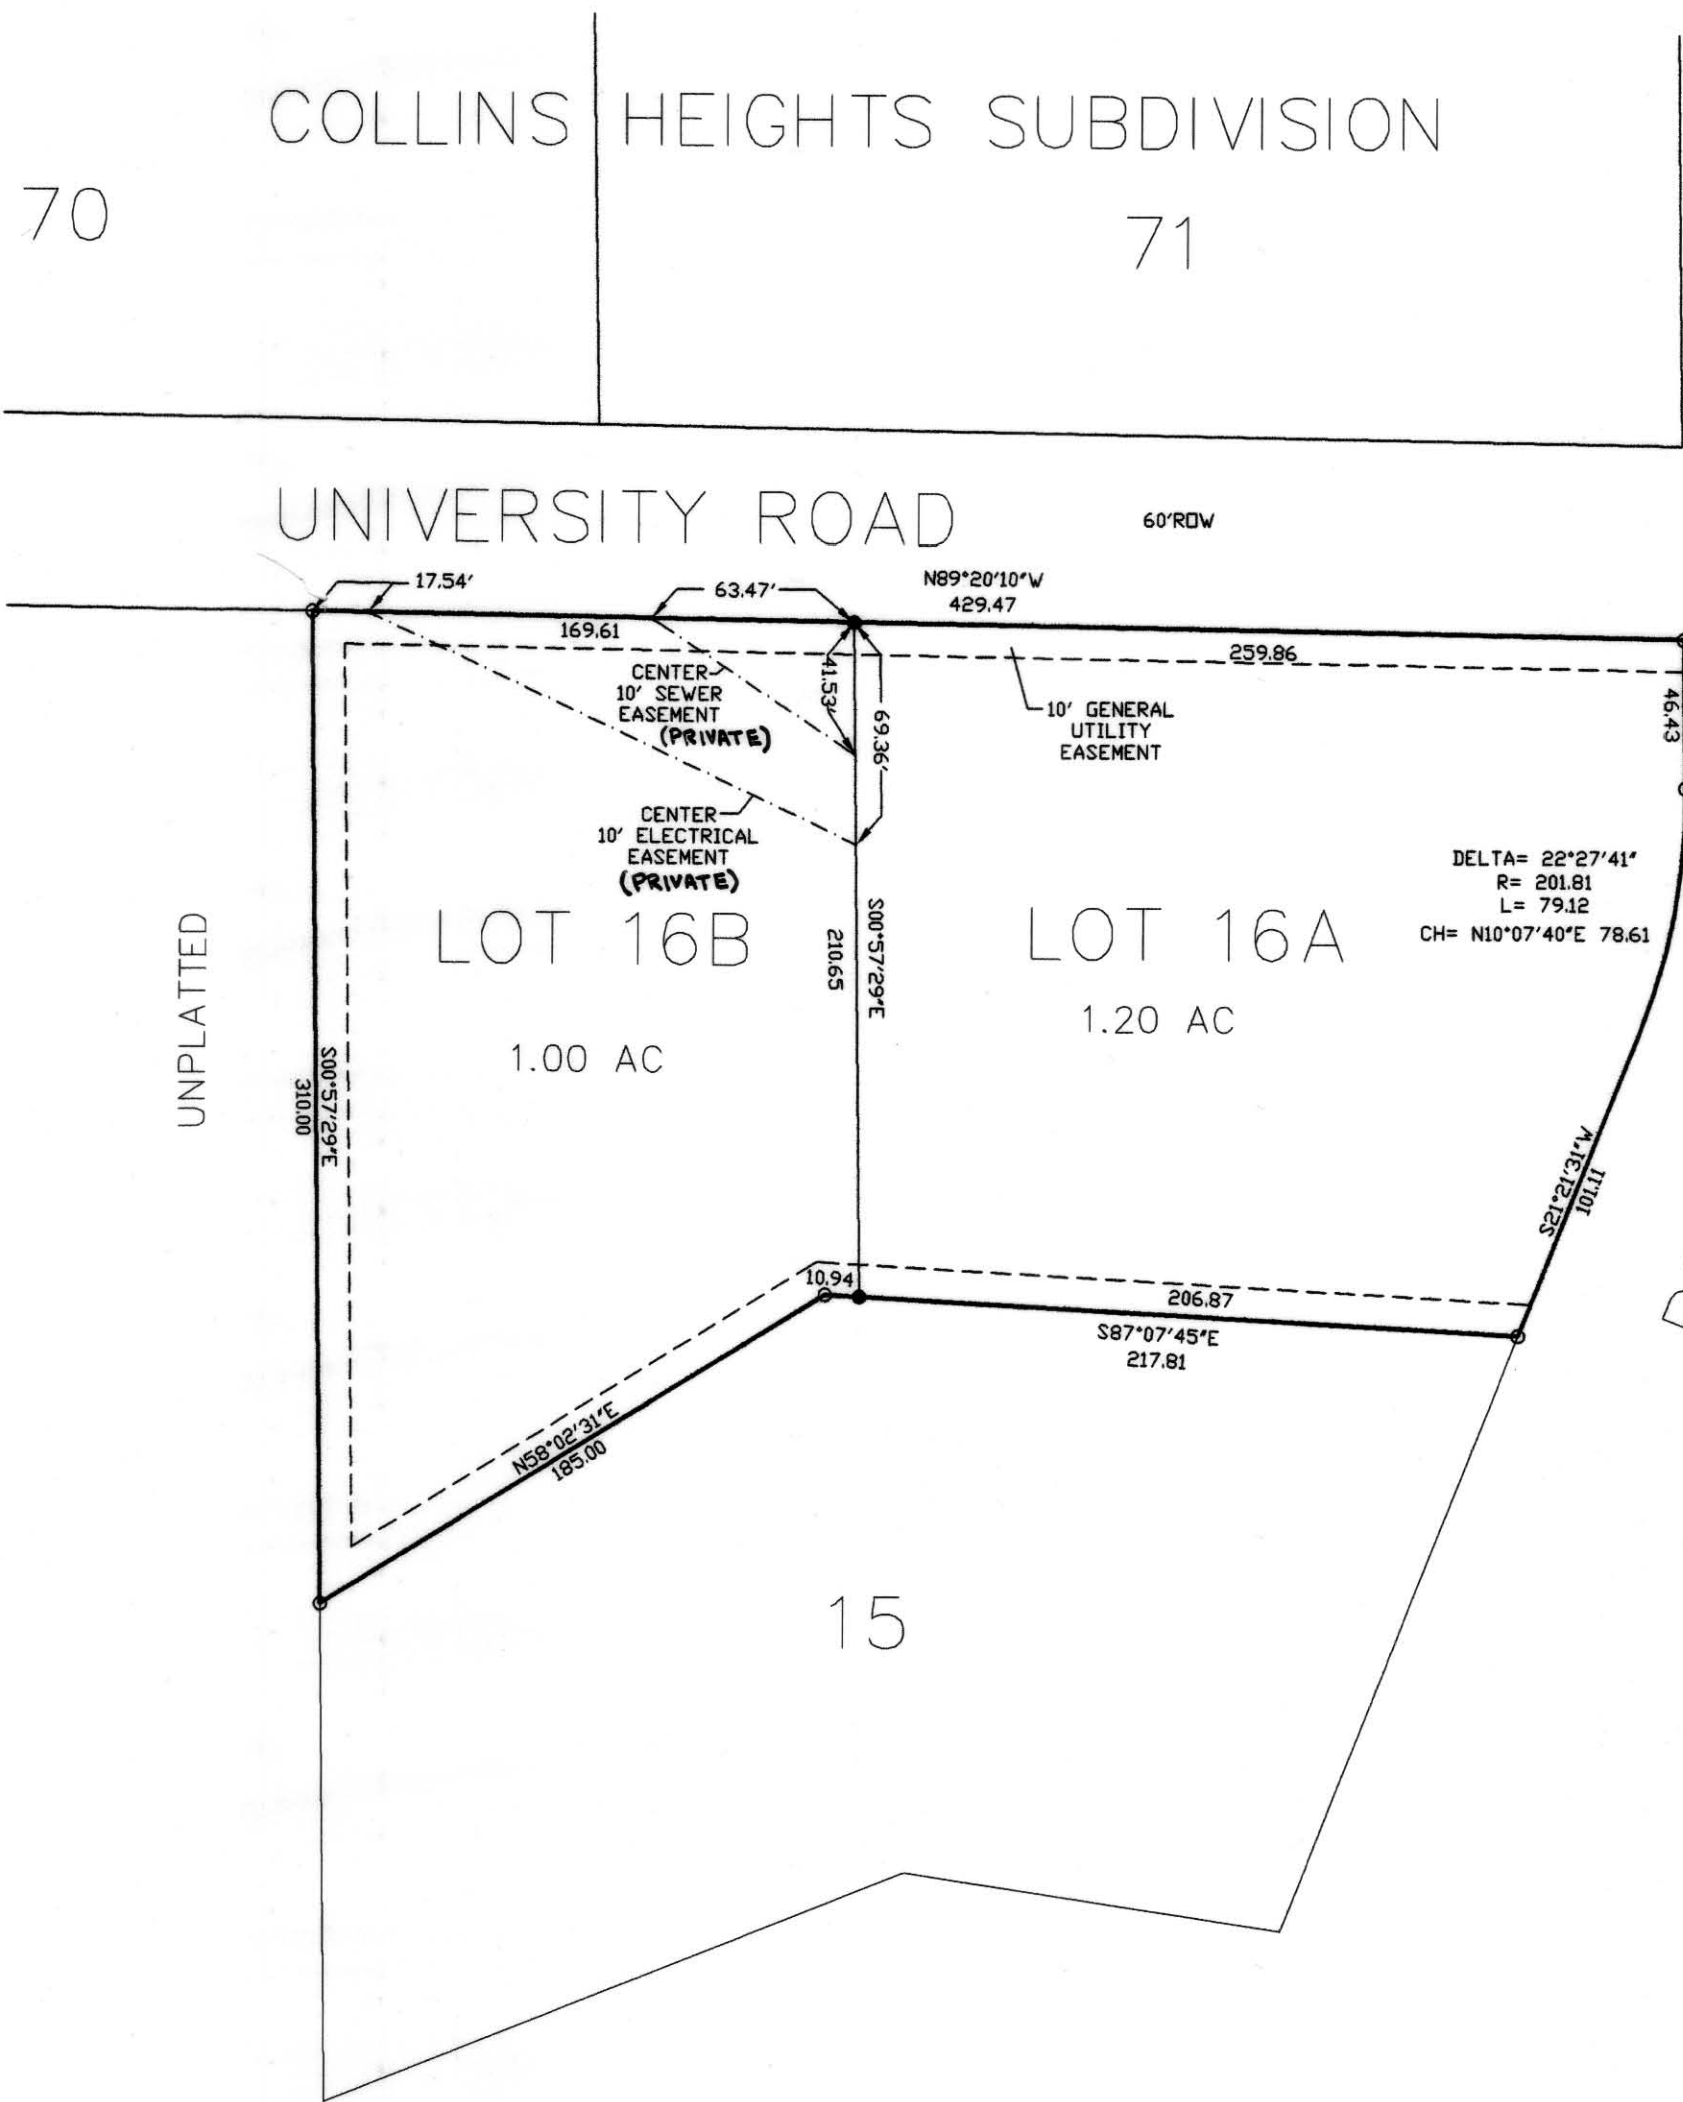 COLLINS HEIGHTS SUBDIVISION
70
71
UNIVERSITY ROAD
60'ROW
17.54'
63.47'
N89°20'10"W
429.47
169.61
259.86
CENTER
10' SEWER
EASEMENT
(PRIVATE)
41.53'
69.36'
10' GENERAL
UTILITY
EASEMENT
46.43
CENTER
10' ELECTRICAL
EASEMENT
(PRIVATE)
DELTA= 22°27'41"
R= 201.81
L= 79.12
CH= N10°07'40"E 78.61
UNPLATTED
LOT 16B
1.00 AC
S00°57'29"E
210.65
LOT 16A
1.20 AC
S00°57'29"E
310.00
S21°21'31"W
101.11
10.94
206.87
S87°07'45"E
217.81
N58°02'31"E
185.00
15